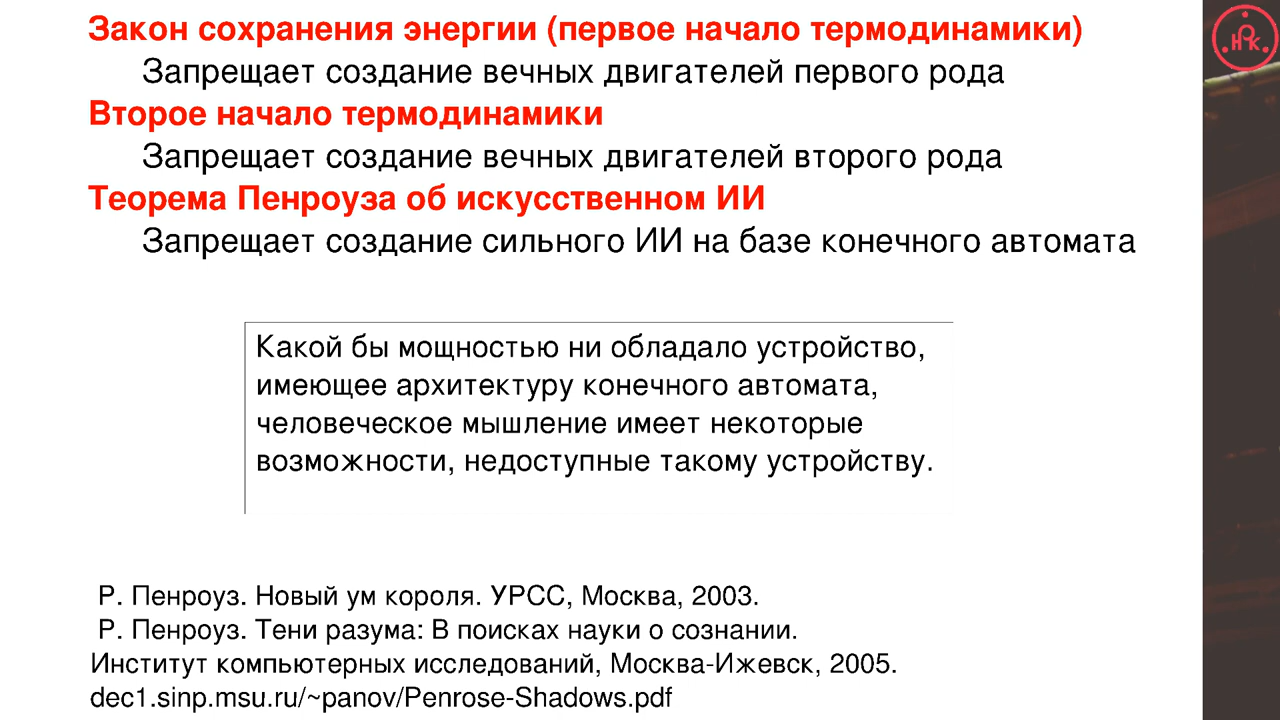 Закон сохранения энергии (первое начало термодинамики)
Запрещает создание вечных двигателей первого рода
Второе начало термодинамики
Запрещает создание вечных двигателей второго рода
Теорема Пенроуза об искусственном ИИ
Запрещает создание сильного ИИ на базе конечного автомата
Какой бы мощностью ни обладало устройство,
имеющее архитектуру конечного автомата,
человеческое мышление имеет некоторые
возможности, недоступные такому устройству.
Р. Пенроуз. Новый ум короля. УРСС, Москва, 2003.
Р. Пенроуз. Тени разума: В поисках науки о сознании.
Институт компьютерных исследований, Москва-Ижевск, 2005.
dec1.sinp.msu.ru/~panov/Penrose-Shadows.pdf